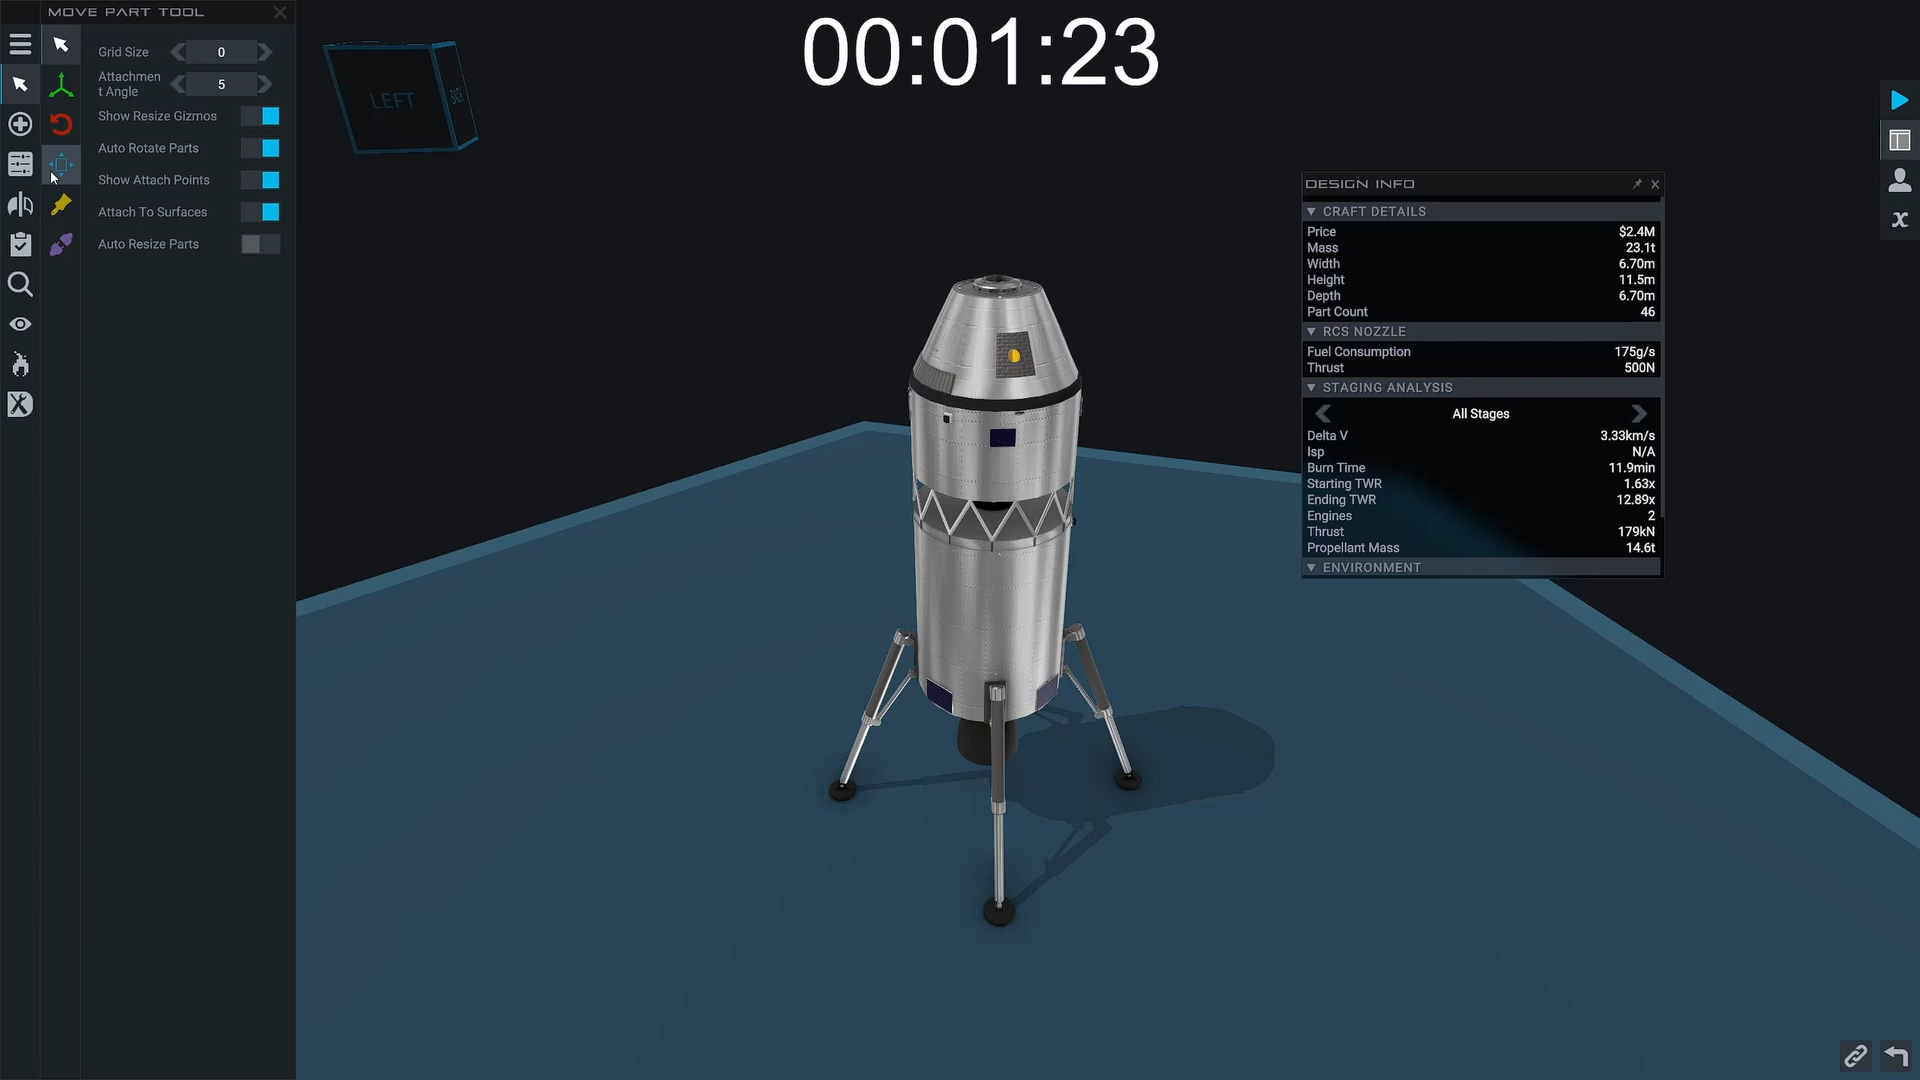 MOVE PART TOOL
Grid Size 0
Attachmen
t Angle 5
Show Resize Gizmos
Auto Rotate Parts
Show Attach Points
Attach To Surfaces
Auto Resize Parts
LEFT
BACK
00:01:23
DESIGN INFO
CRAFT DETAILS
Price $2.4M
Mass 23.1t
Width 6.70m
Height 11.5m
Depth 6.70m
Part Count 46
RCS NOZZLE
Fuel Consumption 175g/s
Thrust 500N
STAGING ANALYSIS
All Stages
Delta V 3.33km/s
Isp N/A
Burn Time 11.9min
Starting TWR 1.63x
Ending TWR 12.89x
Engines 2
Thrust 179kN
Propellant Mass 14.6t
ENVIRONMENT